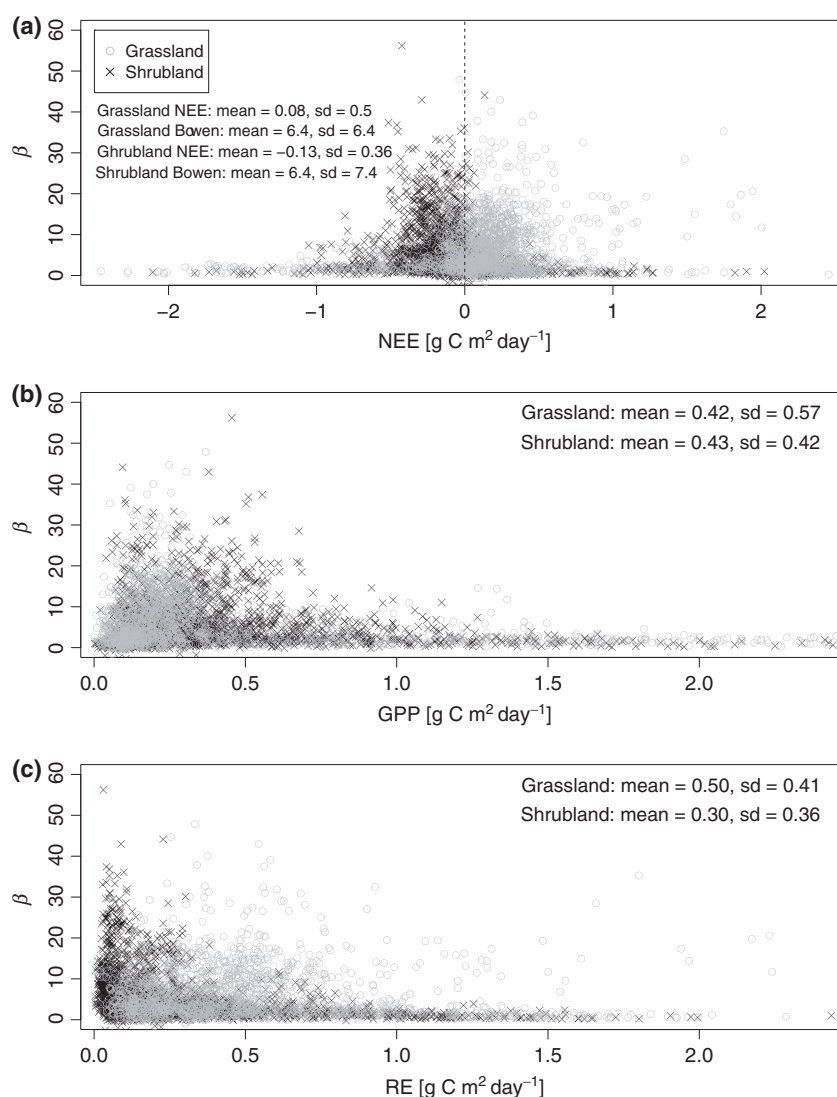 (a)
60
50
40
30
20
10
0
β
Grassland
Shrubland
Grassland NEE: mean = 0.08, sd = 0.5
Grassland Bowen: mean = 6.4, sd = 6.4
Ghrubland NEE: mean = −0.13, sd = 0.36
Shrubland Bowen: mean = 6.4, sd = 7.4
−2 −1 0 1 2
NEE [g C m² day⁻¹]
(b)
60
50
40
30
20
10
0
β
Grassland: mean = 0.42, sd = 0.57
Shrubland: mean = 0.43, sd = 0.42
0.0 0.5 1.0 1.5 2.0
GPP [g C m² day⁻¹]
(c)
60
50
40
30
20
10
0
β
Grassland: mean = 0.50, sd = 0.41
Shrubland: mean = 0.30, sd = 0.36
0.0 0.5 1.0 1.5 2.0
RE [g C m² day⁻¹]